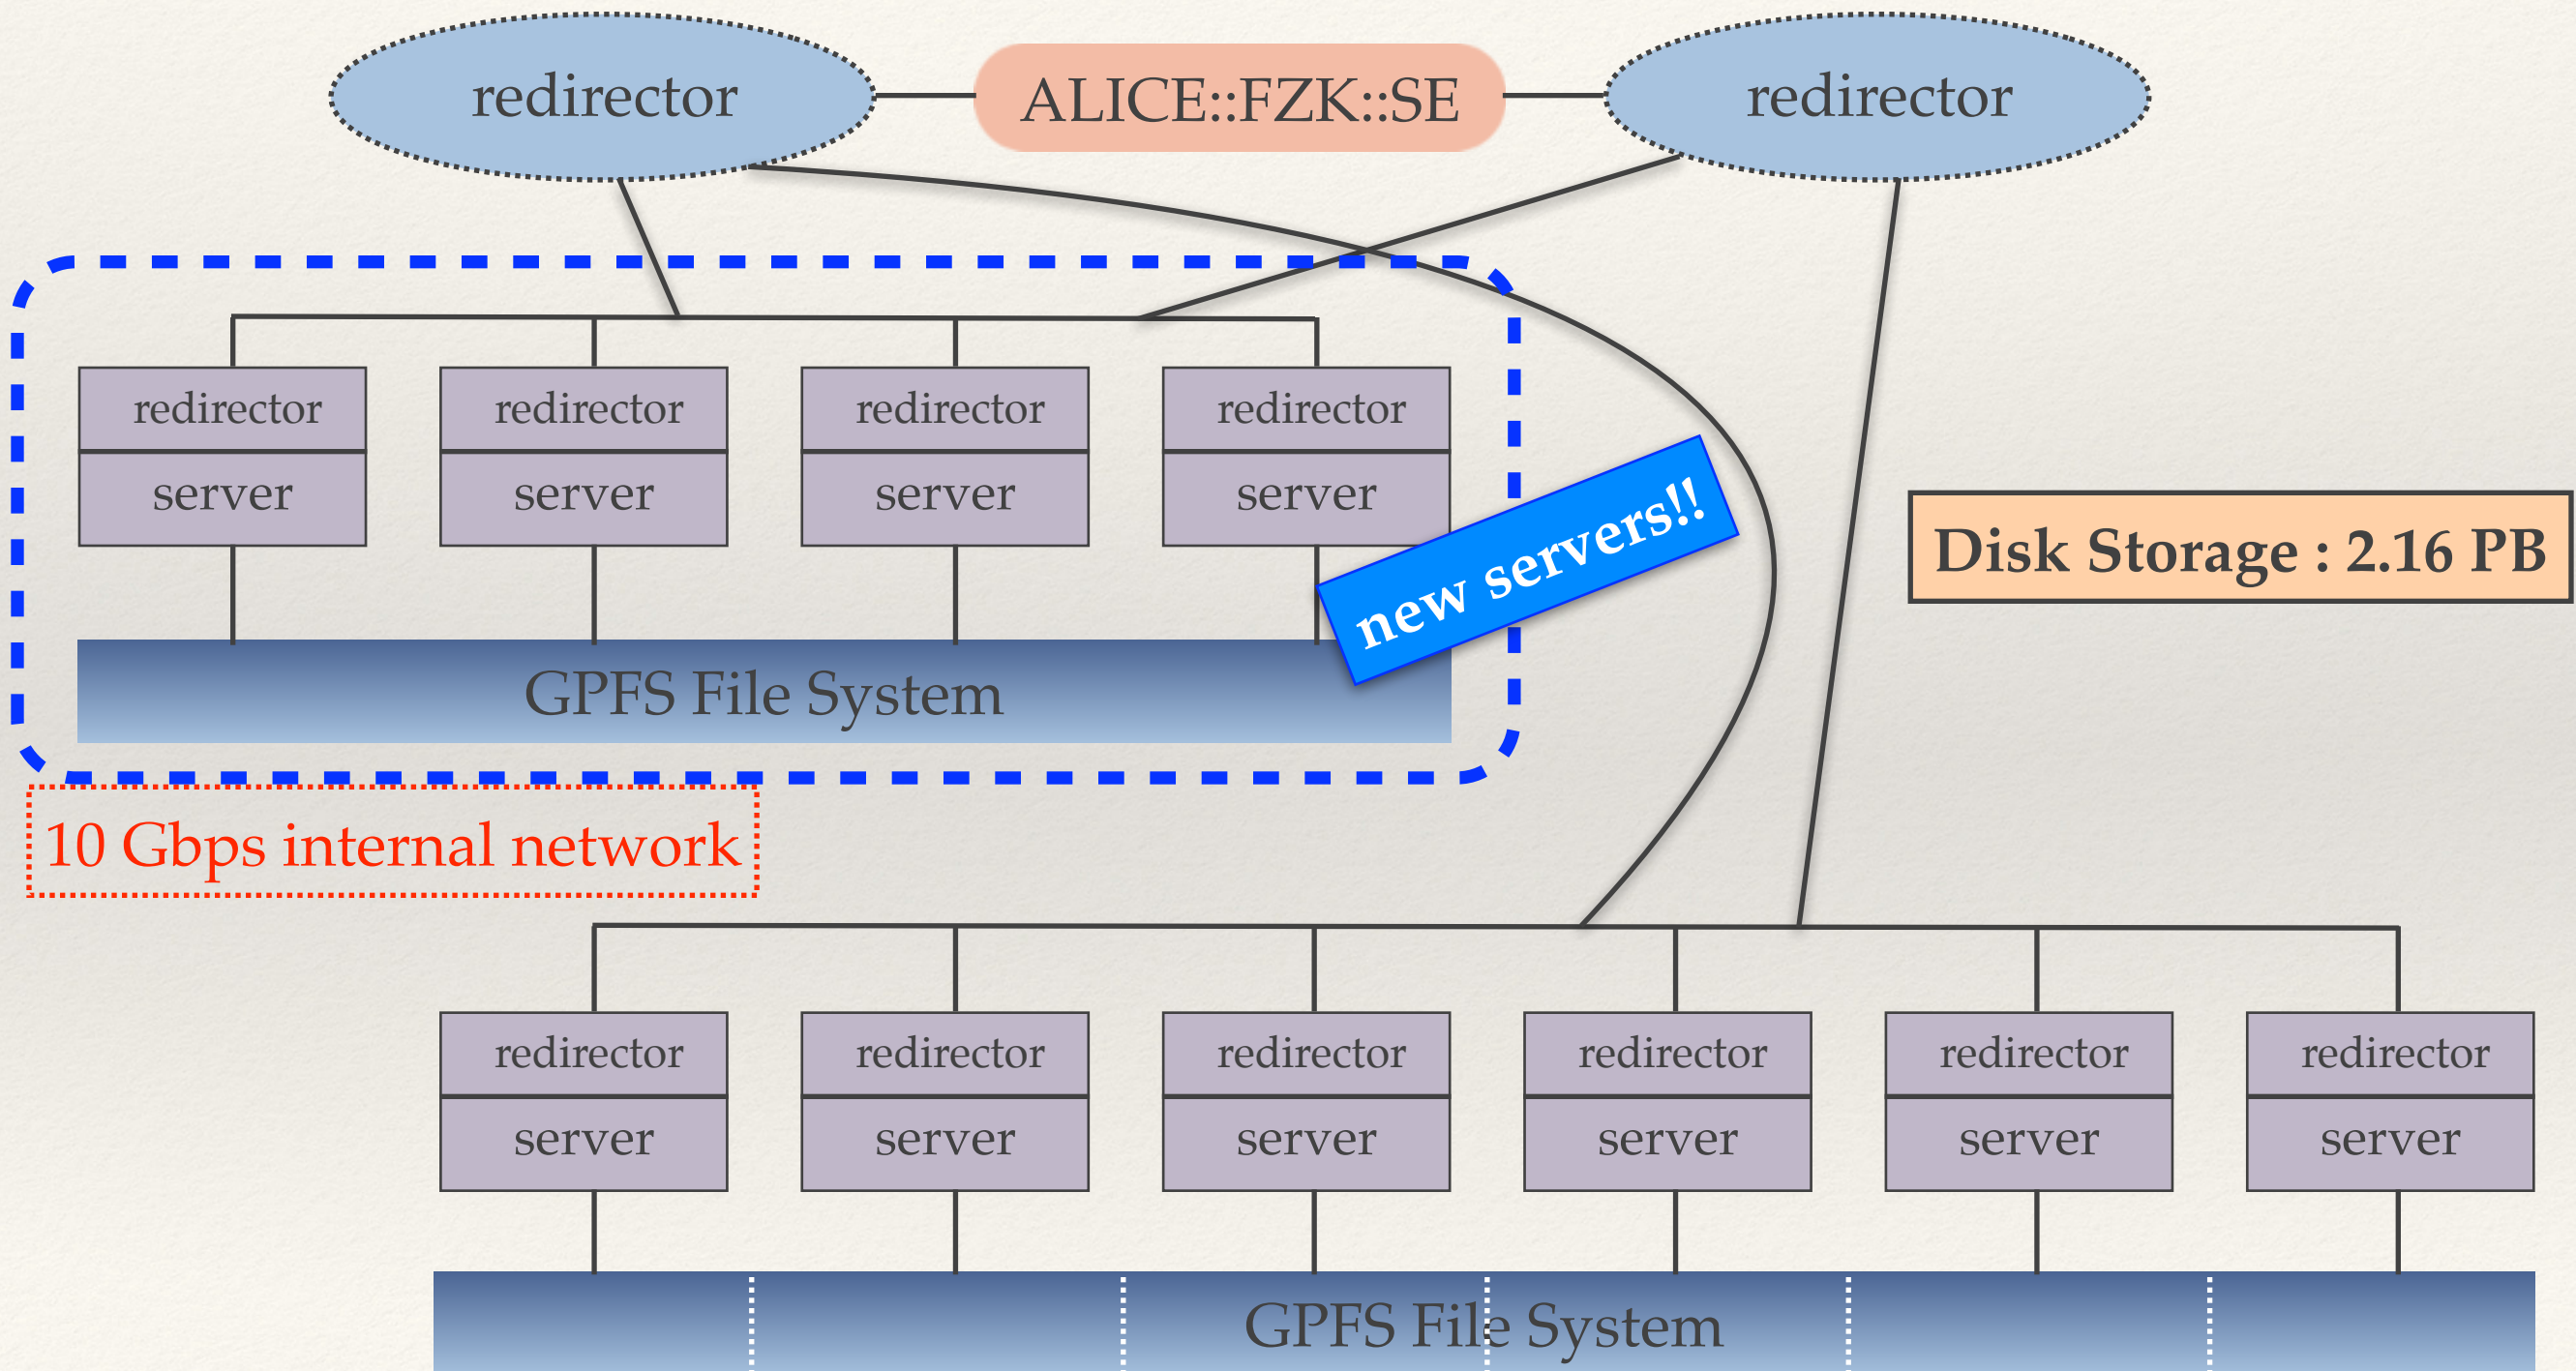 redirector
ALICE::FZK::SE
redirector
redirector
redirector
redirector
redirector
server
server
server
server
new servers!!
Disk Storage : 2.16 PB
GPFS File System
10 Gbps internal network
redirector
redirector
redirector
redirector
redirector
redirector
server
server
server
server
server
server
GPFS File System